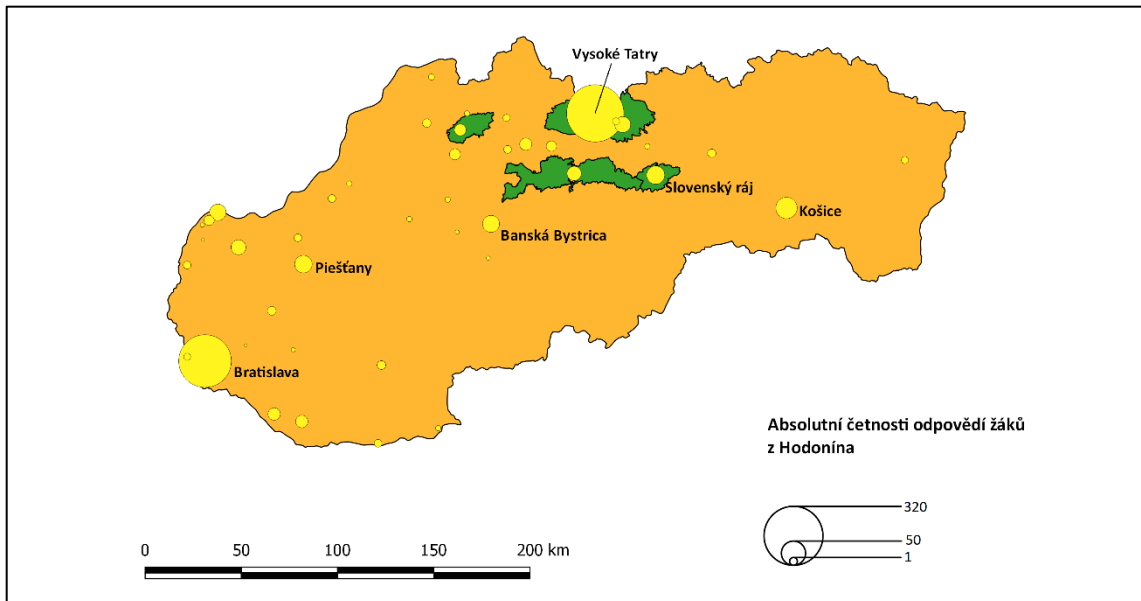 Vysoké Tatry
Slovenský ráj
Košice
Banská Bystrica
Piešťany
Bratislava
Absolutní četnosti odpovědí žáků
z Hodonína
320
50
1
0 50 100 150 200 km